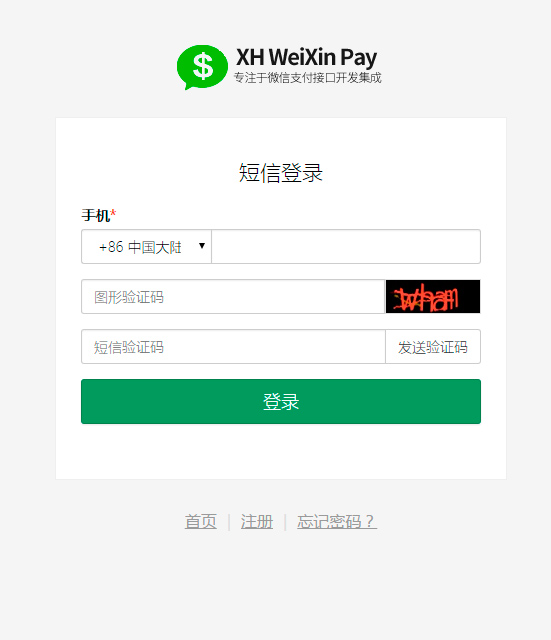 XH WeiXin Pay
专注于微信支付接口开发集成
短信登录
手机*
+86 中国大陆
图形验证码
短信验证码 发送验证码
登录
首页 | 注册 | 忘记密码？